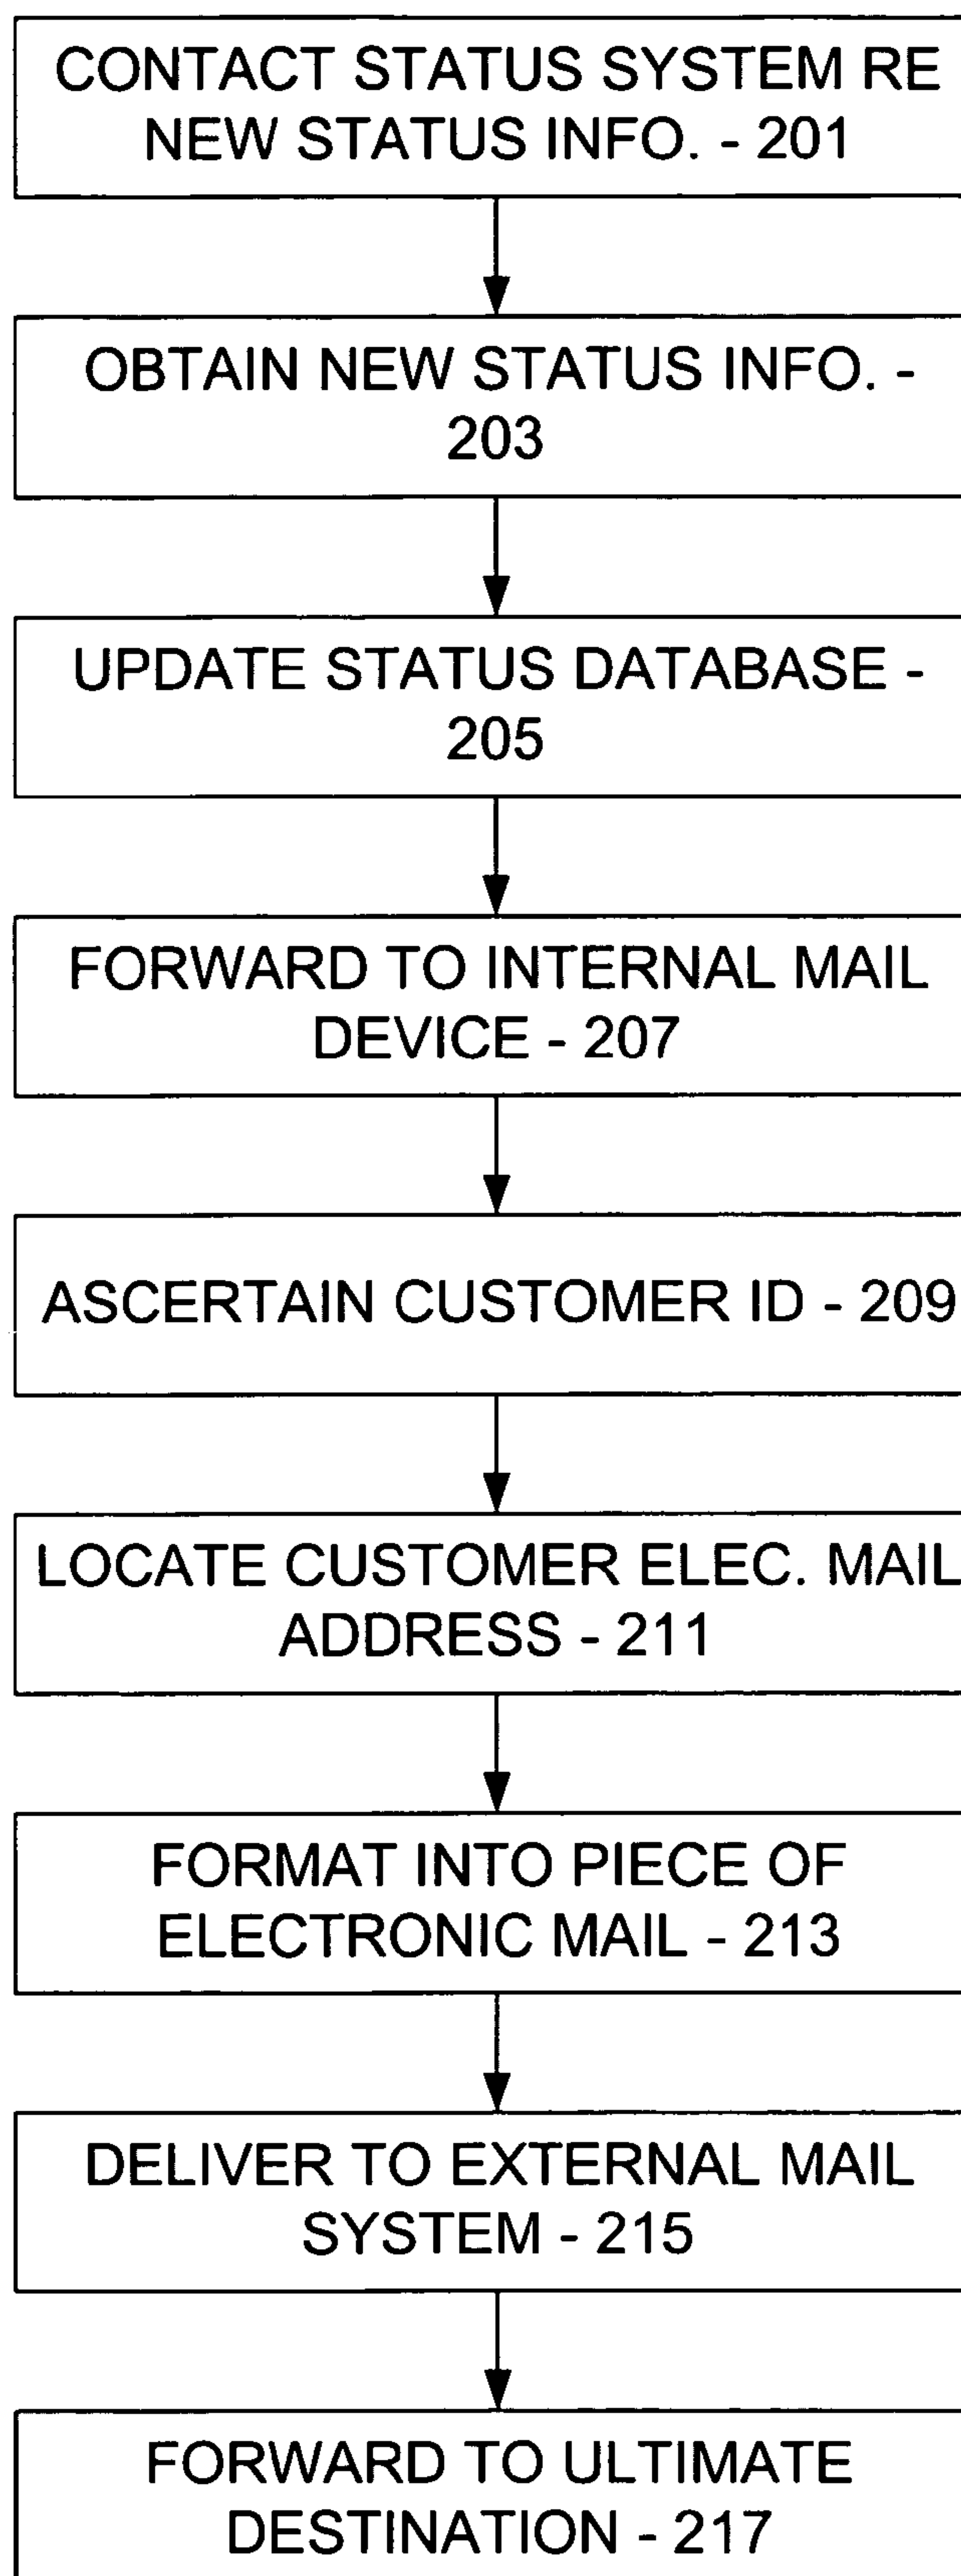 CONTACT STATUS SYSTEM RE
NEW STATUS INFO. - 201
OBTAIN NEW STATUS INFO. -
203
UPDATE STATUS DATABASE -
205
FORWARD TO INTERNAL MAIL
DEVICE - 207
ASCERTAIN CUSTOMER ID - 209
LOCATE CUSTOMER ELEC. MAIL
ADDRESS - 211
FORMAT INTO PIECE OF
ELECTRONIC MAIL - 213
DELIVER TO EXTERNAL MAIL
SYSTEM - 215
FORWARD TO ULTIMATE
DESTINATION - 217